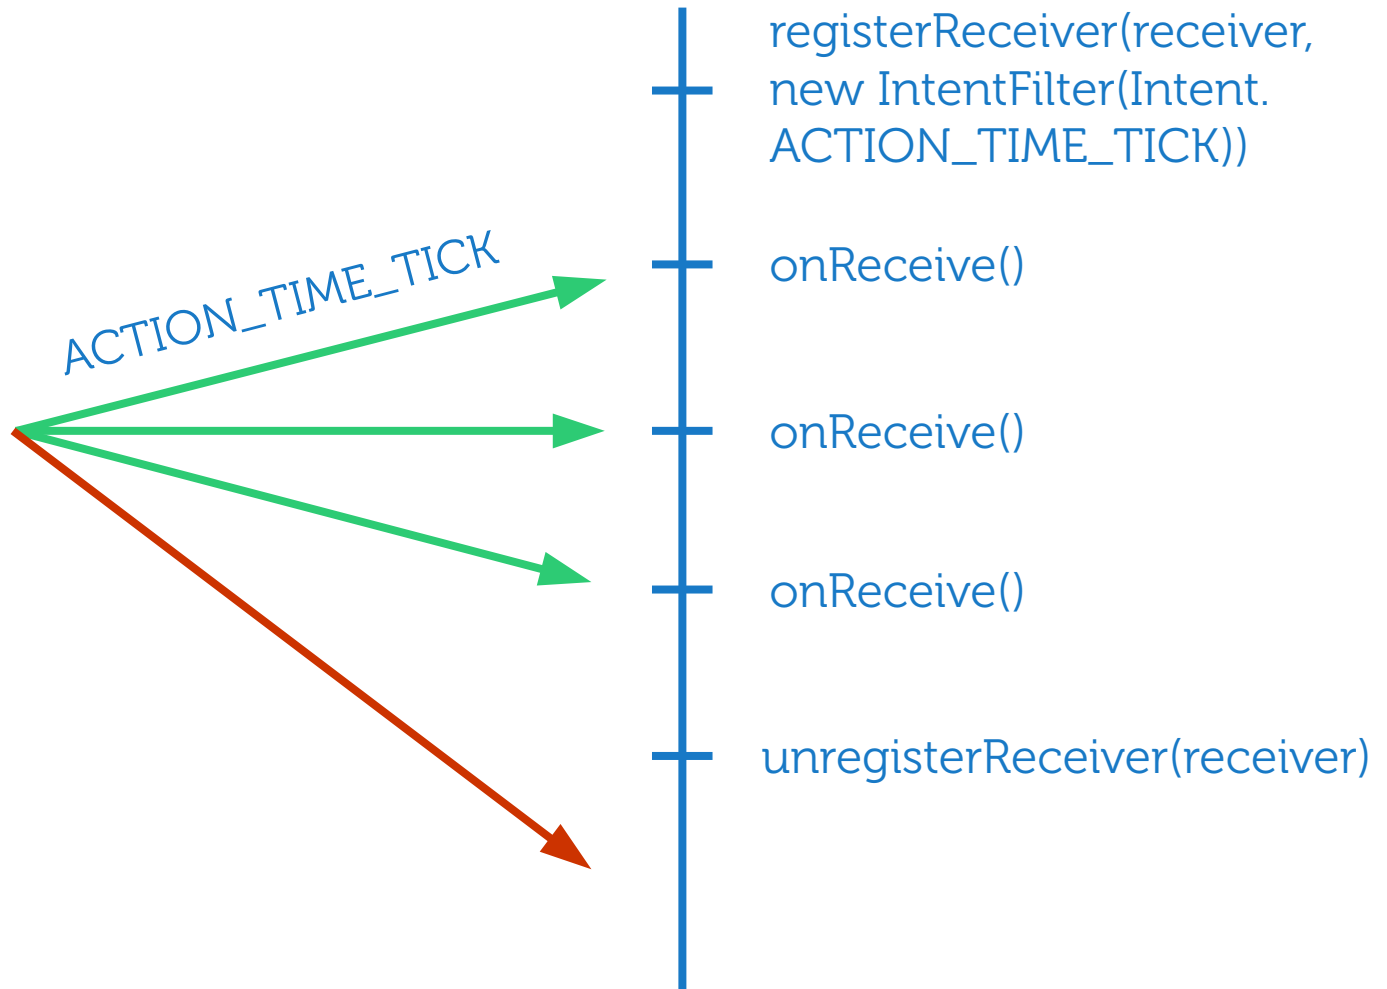 registerReceiver(receiver,
new IntentFilter(Intent.
ACTION_TIME_TICK))
ACTION_TIME_TICK
onReceive()
onReceive()
onReceive()
unregisterReceiver(receiver)